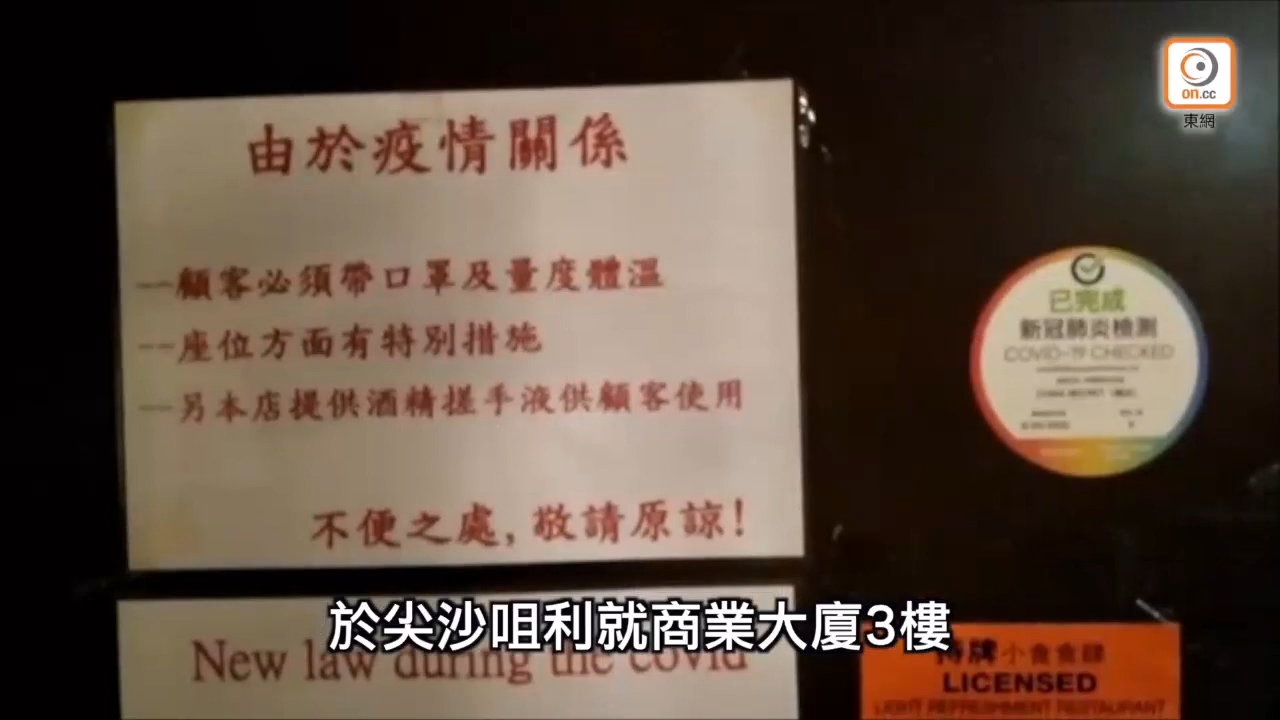 on.cc
東網
由於疫情關係
--顧客必須帶口罩及量度體溫
--座位方面有特別措施
--另本店提供酒精搓手液供顧客使用
不便之處,敬請原諒!
已完成
新冠肺炎檢測
COVID-19 CHECKED
New law during the covid
於尖沙咀利就商業大廈3樓
持牌小食食肆
LICENSED
LIGHT REFRESHMENT RESTAURANT